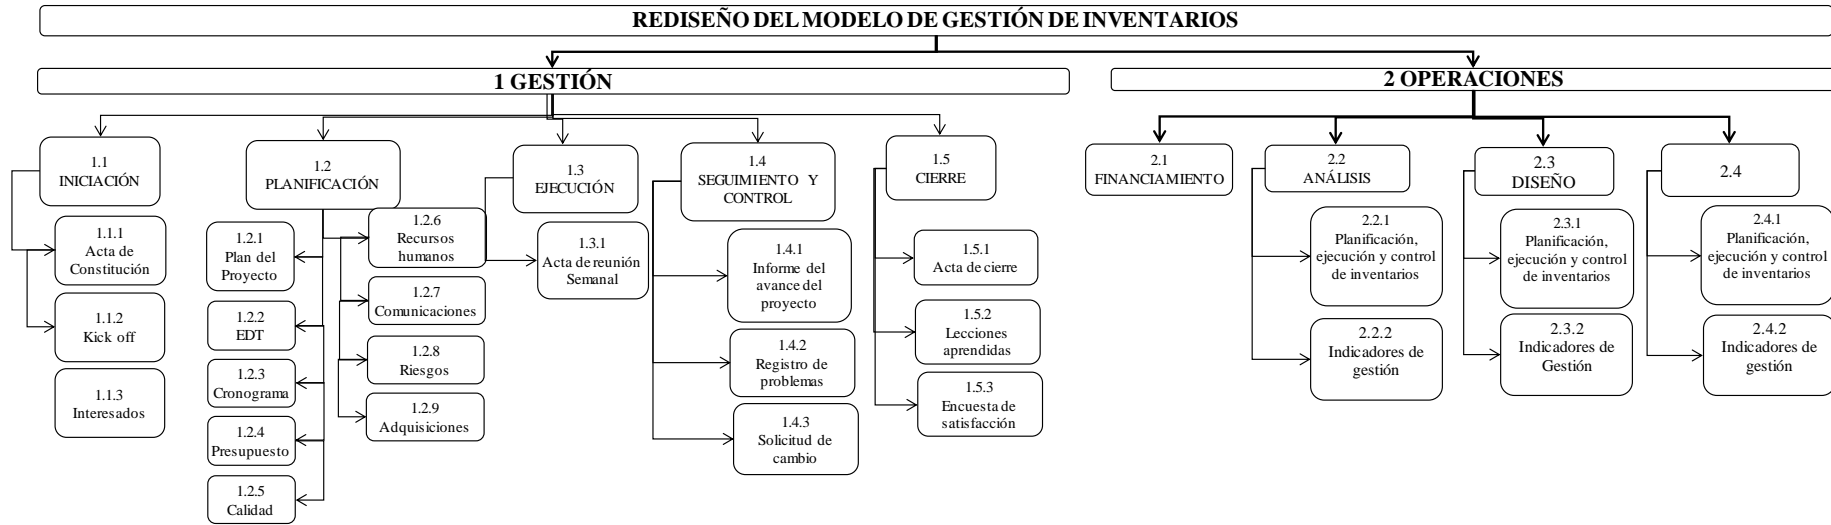 REDISEÑO DEL MODELO DE GESTIÓN DE INVENTARIOS
1 GESTIÓN
2 OPERACIONES
1.1
INICIACIÓN
1.1.1
Acta de
Constitución
1.1.2
Kick off
1.1.3
Interesados
1.2
PLANIFICACIÓN
1.2.1
Plan del
Proyecto
1.2.2
EDT
1.2.3
Cronograma
1.2.4
Presupuesto
1.2.5
Calidad
1.2.6
Recursos
humanos
1.2.7
Comunicaciones
1.2.8
Riesgos
1.2.9
Adquisiciones
1.3
EJECUCIÓN
1.3.1
Acta de reunión
Semanal
1.4
SEGUIMIENTO Y
CONTROL
1.4.1
Informe del
avance del
proyecto
1.4.2
Registro de
problemas
1.4.3
Solicitud de
cambio
1.5
CIERRE
1.5.1
Acta de cierre
1.5.2
Lecciones
aprendidas
1.5.3
Encuesta de
satisfacción
2.1
FINANCIAMIENTO
2.2
ANÁLISIS
2.2.1
Planificación,
ejecución y control
de inventarios
2.2.2
Indicadores de
gestión
2.3
DISEÑO
2.3.1
Planificación,
ejecución y control
de inventarios
2.3.2
Indicadores de
Gestión
2.4
2.4.1
Planificación,
ejecución y control
de inventarios
2.4.2
Indicadores de
gestión